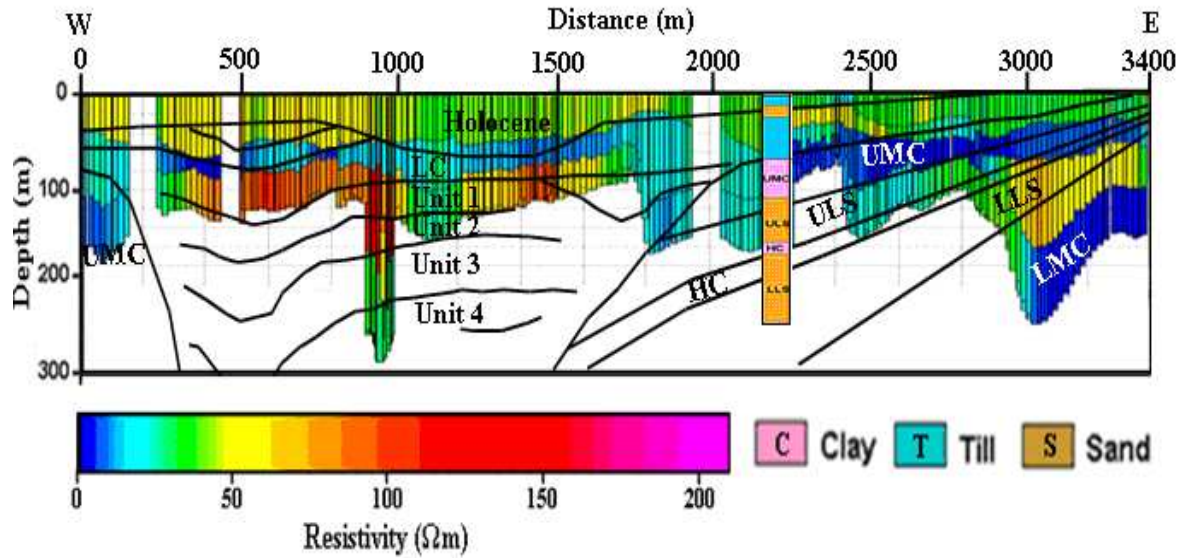 W Distance (m) E
0 500 1000 1500 2000 2500 3000 3400
0
100
200
300
Depth (m)
Holocene
LC
Unit 1
Unit 2
Unit 3
Unit 4
UMC
UMC
ULS
HC
LLS
LMC
UMC
ULS
HC
LLS
C Clay T Till S Sand
0 50 100 150 200
Resistivity (Ωm)